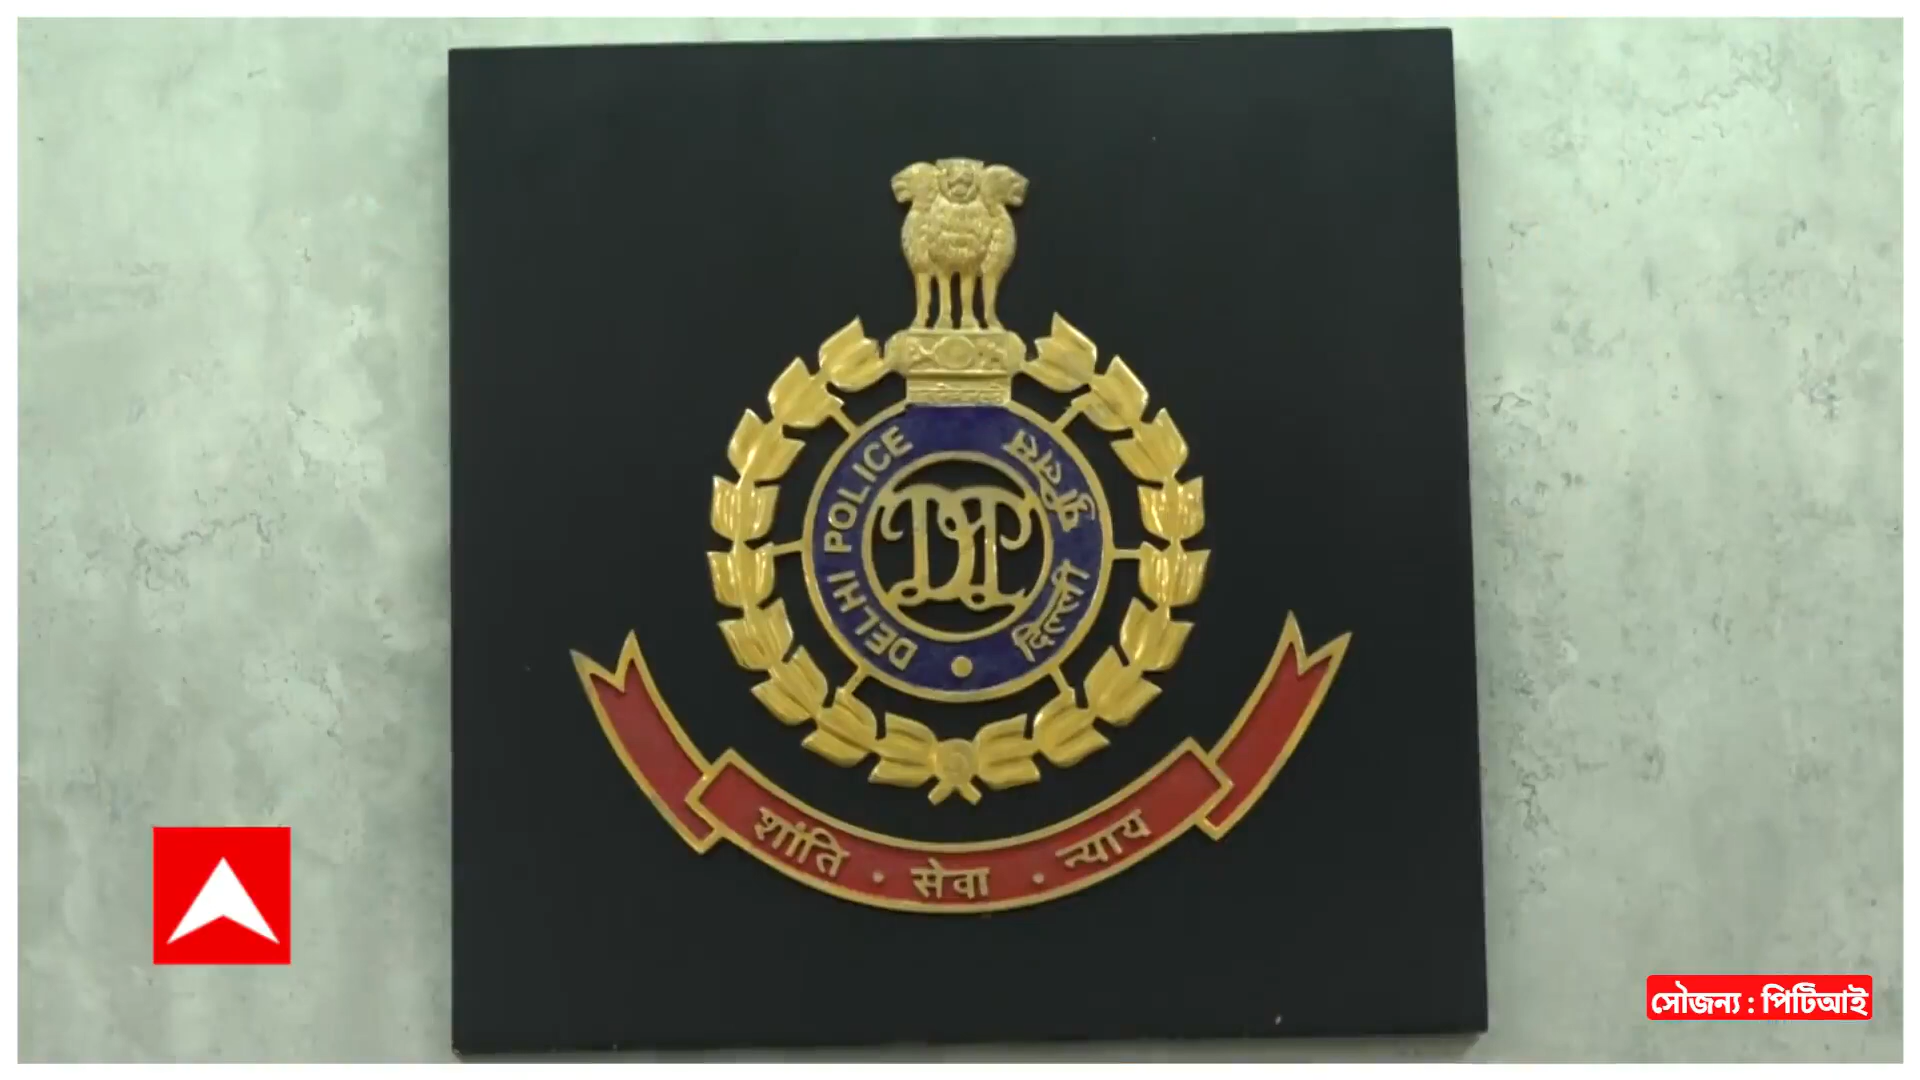 DELHI POLICE
दिल्ली पुलिस
DP
शांति • सेवा • न्याय
সৌজন্য : পিটিআই